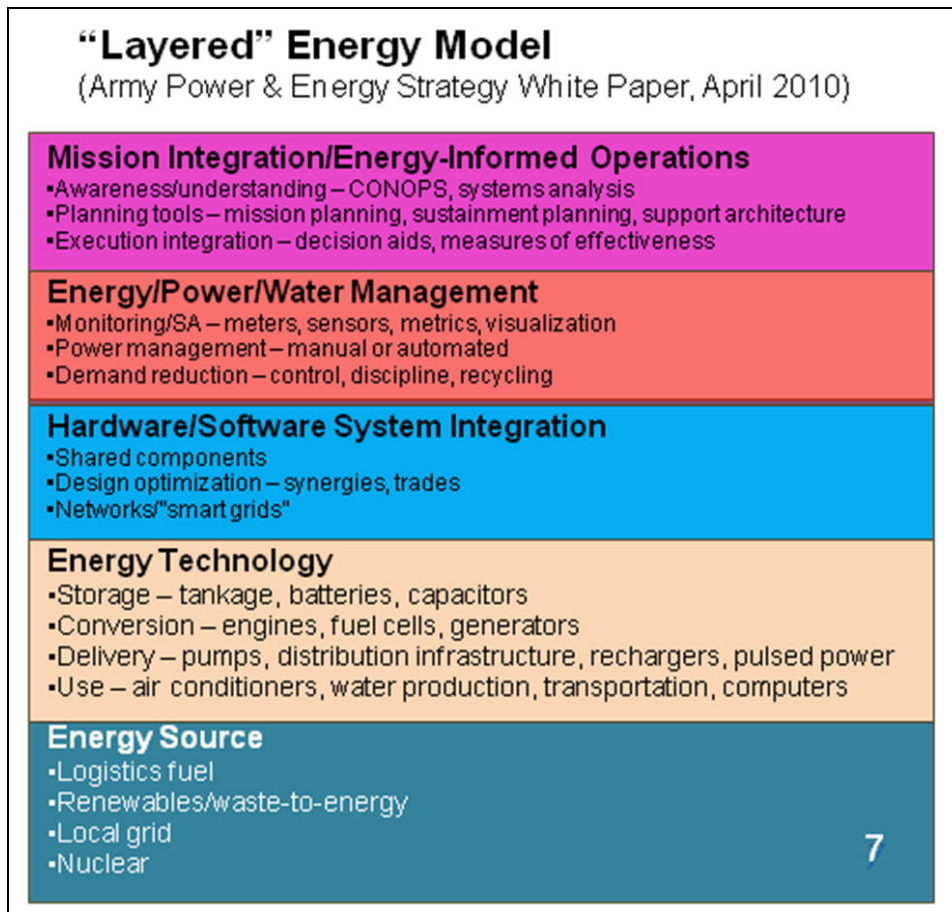 “Layered” Energy Model
(Army Power & Energy Strategy White Paper, April 2010)
Mission Integration/Energy-Informed Operations
▪Awareness/understanding – CONOPS, systems analysis
▪Planning tools – mission planning, sustainment planning, support architecture
▪Execution integration – decision aids, measures of effectiveness
Energy/Power/Water Management
▪Monitoring/SA – meters, sensors, metrics, visualization
▪Power management – manual or automated
▪Demand reduction – control, discipline, recycling
Hardware/Software System Integration
▪Shared components
▪Design optimization – synergies, trades
▪Networks/"smart grids"
Energy Technology
▪Storage – tankage, batteries, capacitors
▪Conversion – engines, fuel cells, generators
▪Delivery – pumps, distribution infrastructure, rechargers, pulsed power
▪Use – air conditioners, water production, transportation, computers
Energy Source
▪Logistics fuel
▪Renewables/waste-to-energy
▪Local grid
▪Nuclear
7